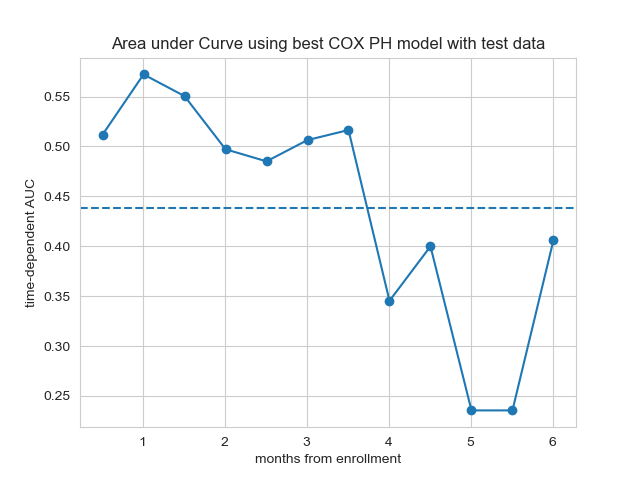 Area under Curve using best COX PH model with test data
time-dependent AUC
0.55
0.50
0.45
0.40
0.35
0.30
0.25
1 2 3 4 5 6
months from enrollment